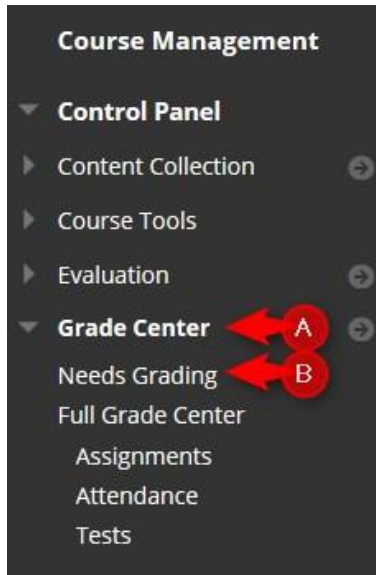 Course Management
Control Panel
Content Collection
Course Tools
Evaluation
Grade Center A
Needs Grading B
Full Grade Center
Assignments
Attendance
Tests